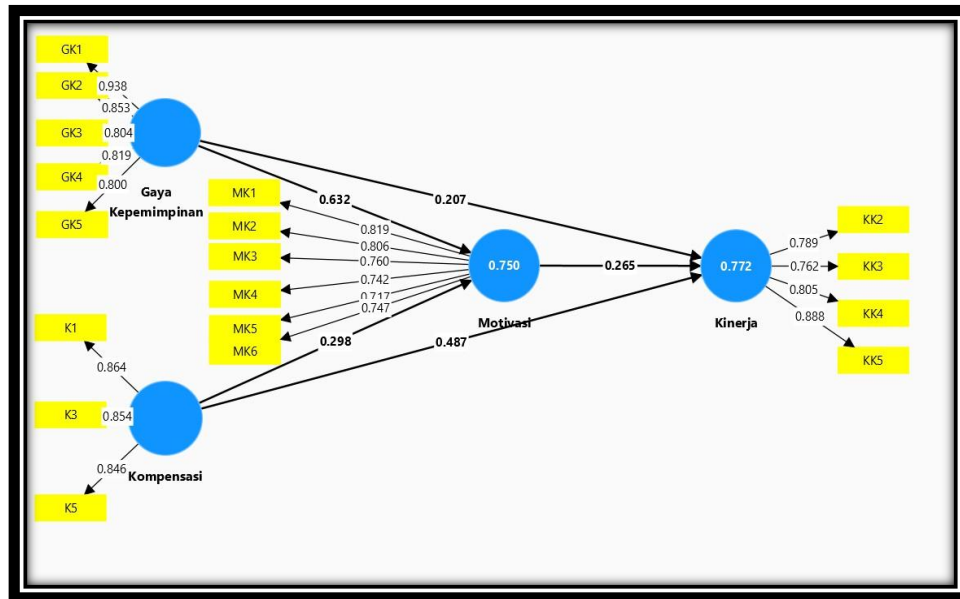 GK1
GK2
GK3
GK4
GK5
0.938
0.853
0.804
0.819
0.800
Gaya
Kepemimpinan
K1
K3
K5
0.864
0.854
0.846
Kompensasi
MK1
MK2
MK3
MK4
MK5
MK6
0.819
0.806
0.760
0.742
0.717
0.747
0.632
0.207
0.298
0.487
0.750
Motivasi
0.265
0.772
Kinerja
0.789
0.762
0.805
0.888
KK2
KK3
KK4
KK5